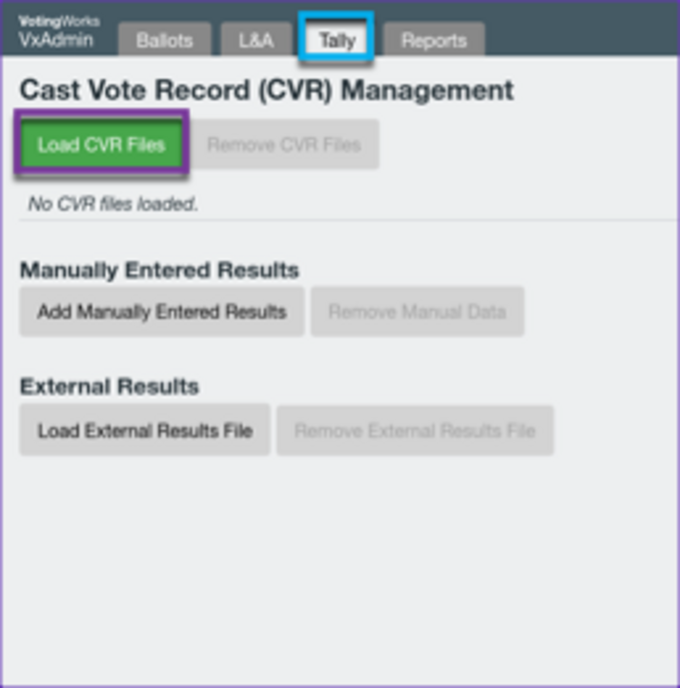 VotingWorks
VxAdmin Ballots L&A Tally Reports
Cast Vote Record (CVR) Management
Load CVR Files Remove CVR Files
No CVR files loaded.
Manually Entered Results
Add Manually Entered Results Remove Manual Data
External Results
Load External Results File Remove External Results File